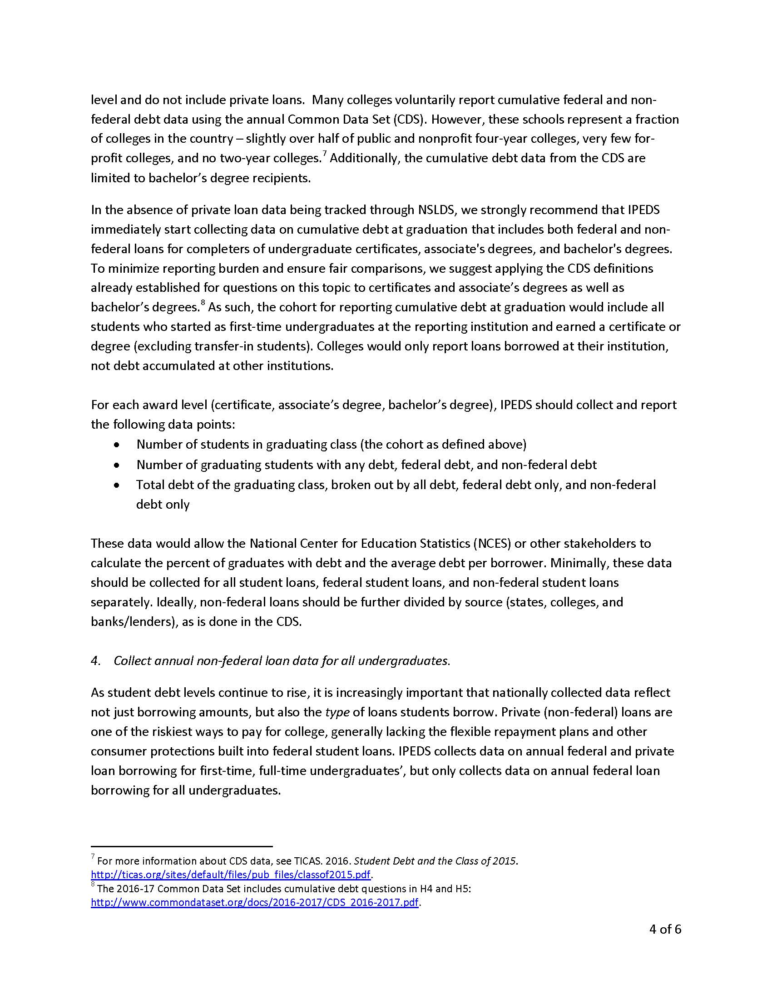 level and do not include private loans.  Many colleges voluntarily report cumulative federal and non-
federal debt data using the annual Common Data Set (CDS). However, these schools represent a fraction
of colleges in the country – slightly over half of public and nonprofit four-year colleges, very few for-
profit colleges, and no two-year colleges.7 Additionally, the cumulative debt data from the CDS are
limited to bachelor’s degree recipients.
In the absence of private loan data being tracked through NSLDS, we strongly recommend that IPEDS
immediately start collecting data on cumulative debt at graduation that includes both federal and non-
federal loans for completers of undergraduate certificates, associate's degrees, and bachelor's degrees.
To minimize reporting burden and ensure fair comparisons, we suggest applying the CDS definitions
already established for questions on this topic to certificates and associate’s degrees as well as
bachelor’s degrees.8 As such, the cohort for reporting cumulative debt at graduation would include all
students who started as first-time undergraduates at the reporting institution and earned a certificate or
degree (excluding transfer-in students). Colleges would only report loans borrowed at their institution,
not debt accumulated at other institutions.
For each award level (certificate, associate’s degree, bachelor’s degree), IPEDS should collect and report
the following data points:
• Number of students in graduating class (the cohort as defined above)
• Number of graduating students with any debt, federal debt, and non-federal debt
• Total debt of the graduating class, broken out by all debt, federal debt only, and non-federal
debt only
These data would allow the National Center for Education Statistics (NCES) or other stakeholders to
calculate the percent of graduates with debt and the average debt per borrower. Minimally, these data
should be collected for all student loans, federal student loans, and non-federal student loans
separately. Ideally, non-federal loans should be further divided by source (states, colleges, and
banks/lenders), as is done in the CDS.
4. Collect annual non-federal loan data for all undergraduates.
As student debt levels continue to rise, it is increasingly important that nationally collected data reflect
not just borrowing amounts, but also the type of loans students borrow. Private (non-federal) loans are
one of the riskiest ways to pay for college, generally lacking the flexible repayment plans and other
consumer protections built into federal student loans. IPEDS collects data on annual federal and private
loan borrowing for first-time, full-time undergraduates’, but only collects data on annual federal loan
borrowing for all undergraduates.
7 For more information about CDS data, see TICAS. 2016. Student Debt and the Class of 2015.
http://ticas.org/sites/default/files/pub_files/classof2015.pdf.
8 The 2016-17 Common Data Set includes cumulative debt questions in H4 and H5:
http://www.commondataset.org/docs/2016-2017/CDS_2016-2017.pdf.
4 of 6